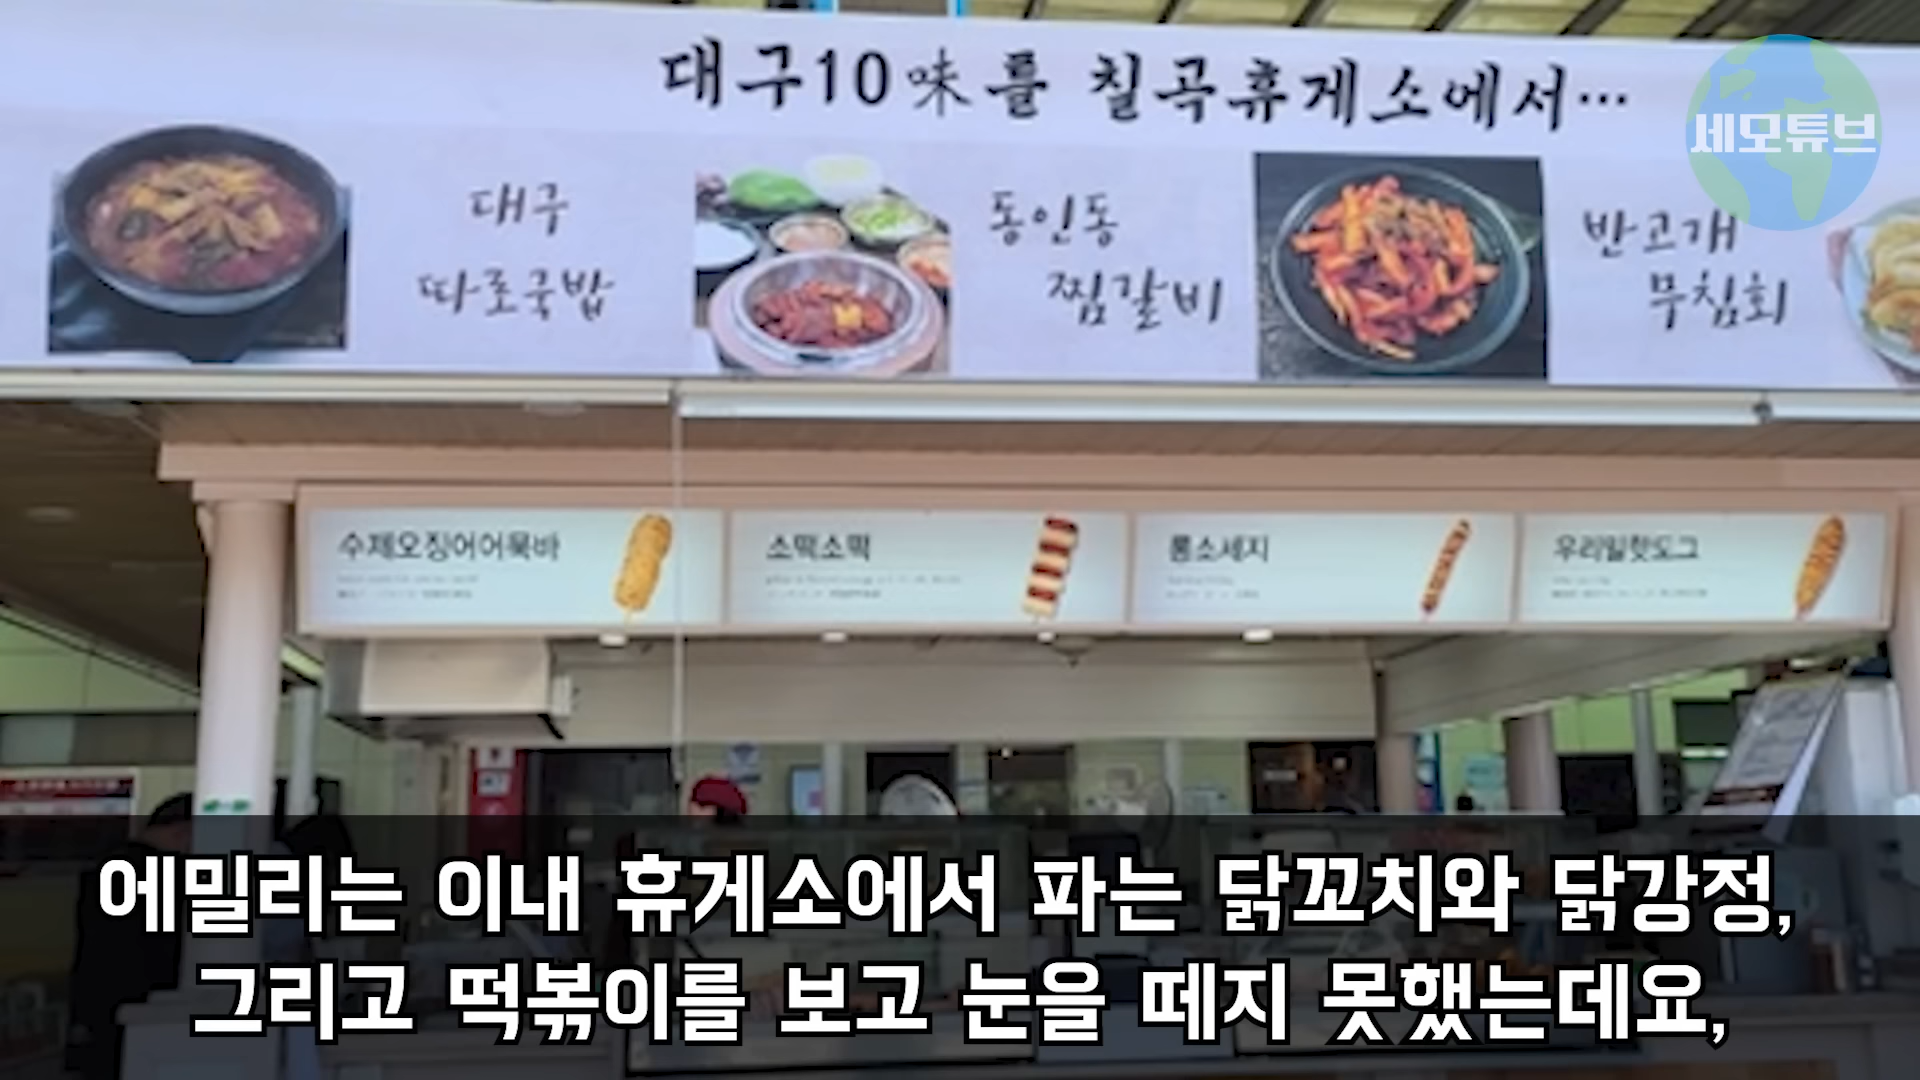 대구10味를 칠곡휴게소에서…
세모튜브
대구
따로국밥
동인동
찜갈비
반고개
무침회
수제오징어어묵바
소떡소떡
롱소세지
우리밀핫도그
에밀리는 이내 휴게소에서 파는 닭꼬치와 닭강정,
그리고 떡볶이를 보고 눈을 떼지 못했는데요,